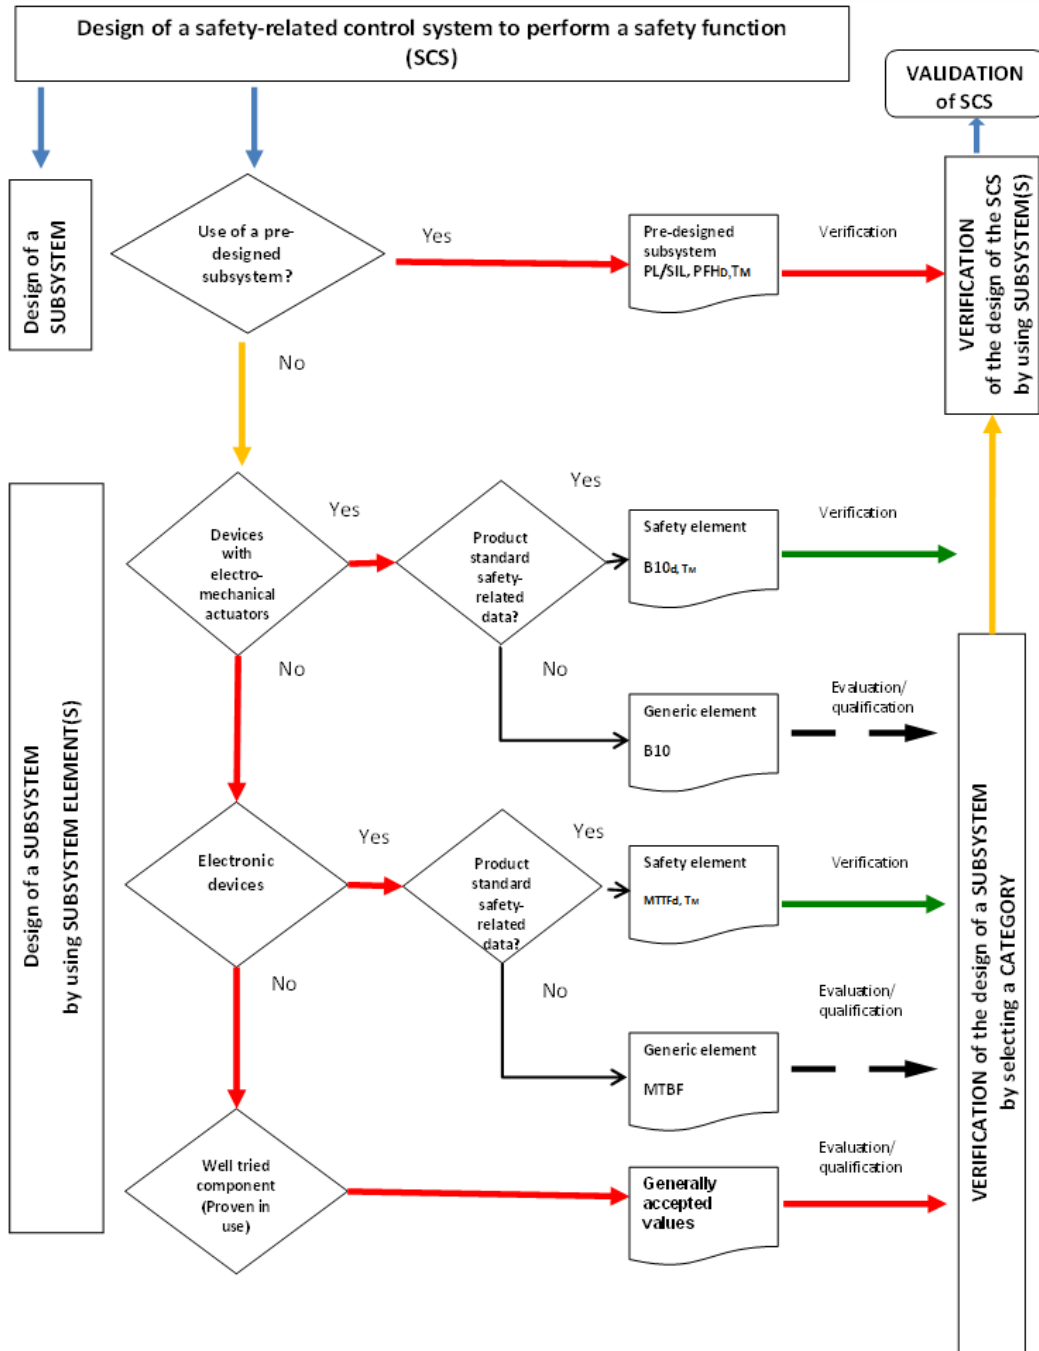 Design of a safety-related control system to perform a safety function
(SCS)
VALIDATION
of SCS
Design of a
SUBSYSTEM
Use of a pre-
designed
subsystem?
Yes
Pre-designed
subsystem
PL/SIL, PFHD,TM
Verification
VERIFICATION
of the design of the SCS
by using SUBSYSTEM(S)
No
Design of a SUBSYSTEM
by using SUBSYSTEM ELEMENT(S)
Devices
with
electro-
mechanical
actuators
Yes
Product
standard
safety-
related
data?
Yes
Safety element
B10d, TM
Verification
No
No
Generic element
B10
Evaluation/
qualification
Electronic
devices
Yes
Product
standard
safety-
related
data?
Yes
Safety element
MTTFd, TM
Verification
No
No
Generic element
MTBF
Evaluation/
qualification
Well tried
component
(Proven in
use)
Generally
accepted
values
Evaluation/
qualification
VERIFICATION of the design of a SUBSYSTEM
by selecting a CATEGORY